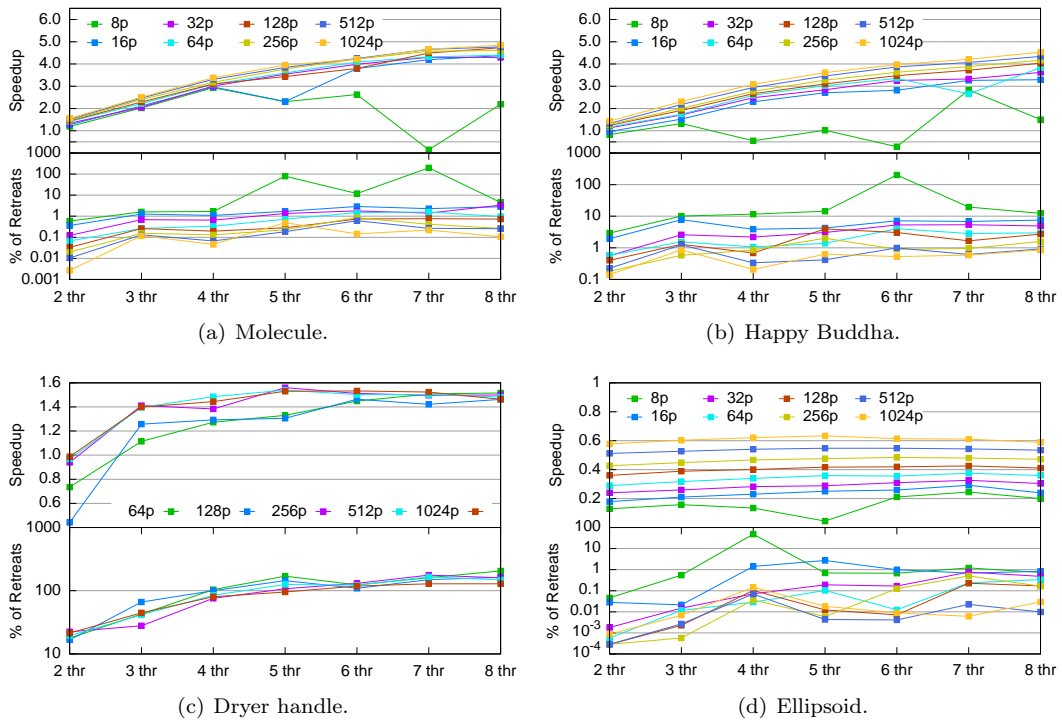 6.0
8p 32p 128p 512p
16p 64p 256p 1024p
5.0
4.0
3.0
2.0
1.0
Speedup
1000
100
10
1
0.1
0.01
0.001
% of Retreats
2 thr 3 thr 4 thr 5 thr 6 thr 7 thr 8 thr
(a) Molecule.
6.0
8p 32p 128p 512p
16p 64p 256p 1024p
5.0
4.0
3.0
2.0
1.0
Speedup
1000
100
10
1
0.1
% of Retreats
2 thr 3 thr 4 thr 5 thr 6 thr 7 thr 8 thr
(b) Happy Buddha.
1.6
1.4
1.2
1.0
0.8
0.6
Speedup
64p 128p 256p 512p 1024p
1000
100
10
% of Retreats
2 thr 3 thr 4 thr 5 thr 6 thr 7 thr 8 thr
(c) Dryer handle.
1
8p 32p 128p 512p
16p 64p 256p 1024p
0.8
0.6
0.4
0.2
Speedup
100
10
1
0.1
0.01
10-3
10-4
% of Retreats
2 thr 3 thr 4 thr 5 thr 6 thr 7 thr 8 thr
(d) Ellipsoid.